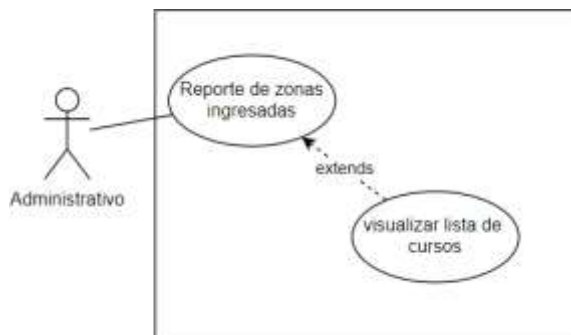 Reporte de zonas
ingresadas
Administrativo
extends
visualizar lista de
cursos